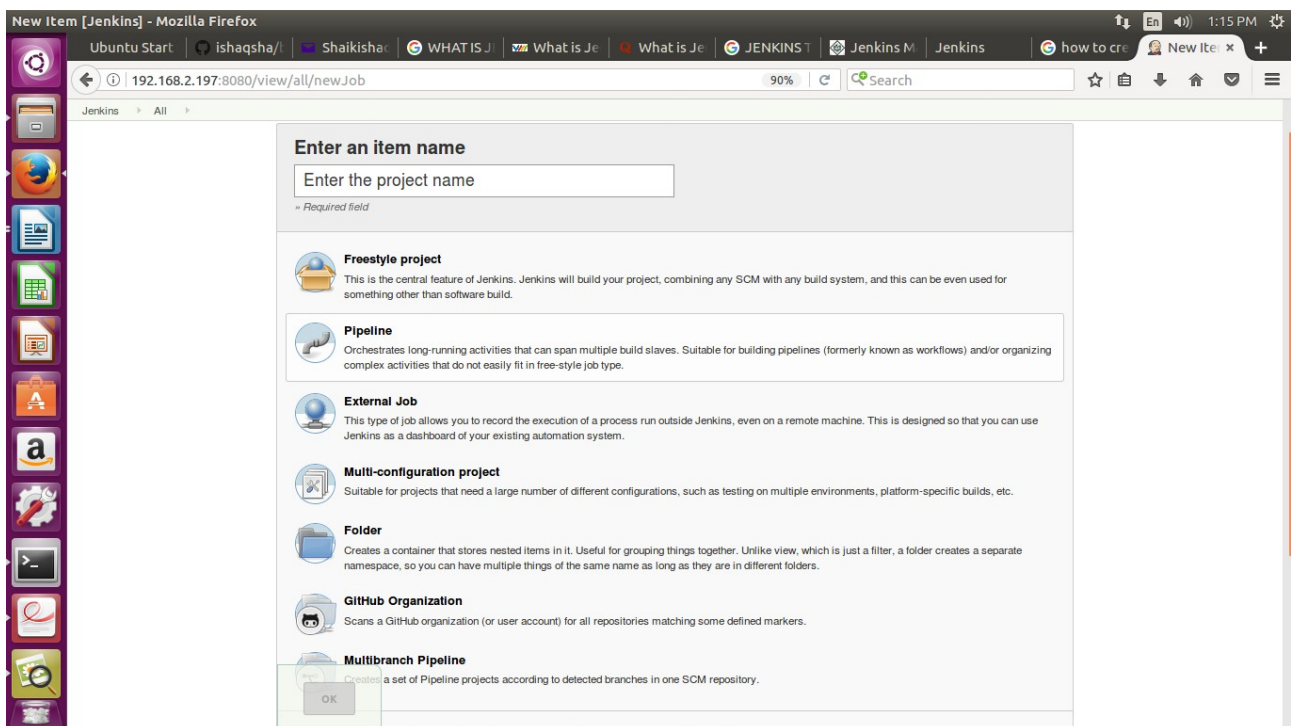 New Item [Jenkins] - Mozilla Firefox
En
1:15 PM
Ubuntu Start
ishaqsha/
Shaikishac
WHAT IS J
What is Je
What is Je
JENKINS T
Jenkins M
Jenkins
how to cre
New Ite
192.168.2.197:8080/view/all/newJob
90%
Search
Jenkins
All
Enter an item name
Enter the project name
» Required field
Freestyle project
This is the central feature of Jenkins. Jenkins will build your project, combining any SCM with any build system, and this can be even used for
something other than software build.
Pipeline
Orchestrates long-running activities that can span multiple build slaves. Suitable for building pipelines (formerly known as workflows) and/or organizing
complex activities that do not easily fit in free-style job type.
External Job
This type of job allows you to record the execution of a process run outside Jenkins, even on a remote machine. This is designed so that you can use
Jenkins as a dashboard of your existing automation system.
Multi-configuration project
Suitable for projects that need a large number of different configurations, such as testing on multiple environments, platform-specific builds, etc.
Folder
Creates a container that stores nested items in it. Useful for grouping things together. Unlike view, which is just a filter, a folder creates a separate
namespace, so you can have multiple things of the same name as long as they are in different folders.
GitHub Organization
Scans a GitHub organization (or user account) for all repositories matching some defined markers.
Multibranch Pipeline
Creates a set of Pipeline projects according to detected branches in one SCM repository.
OK